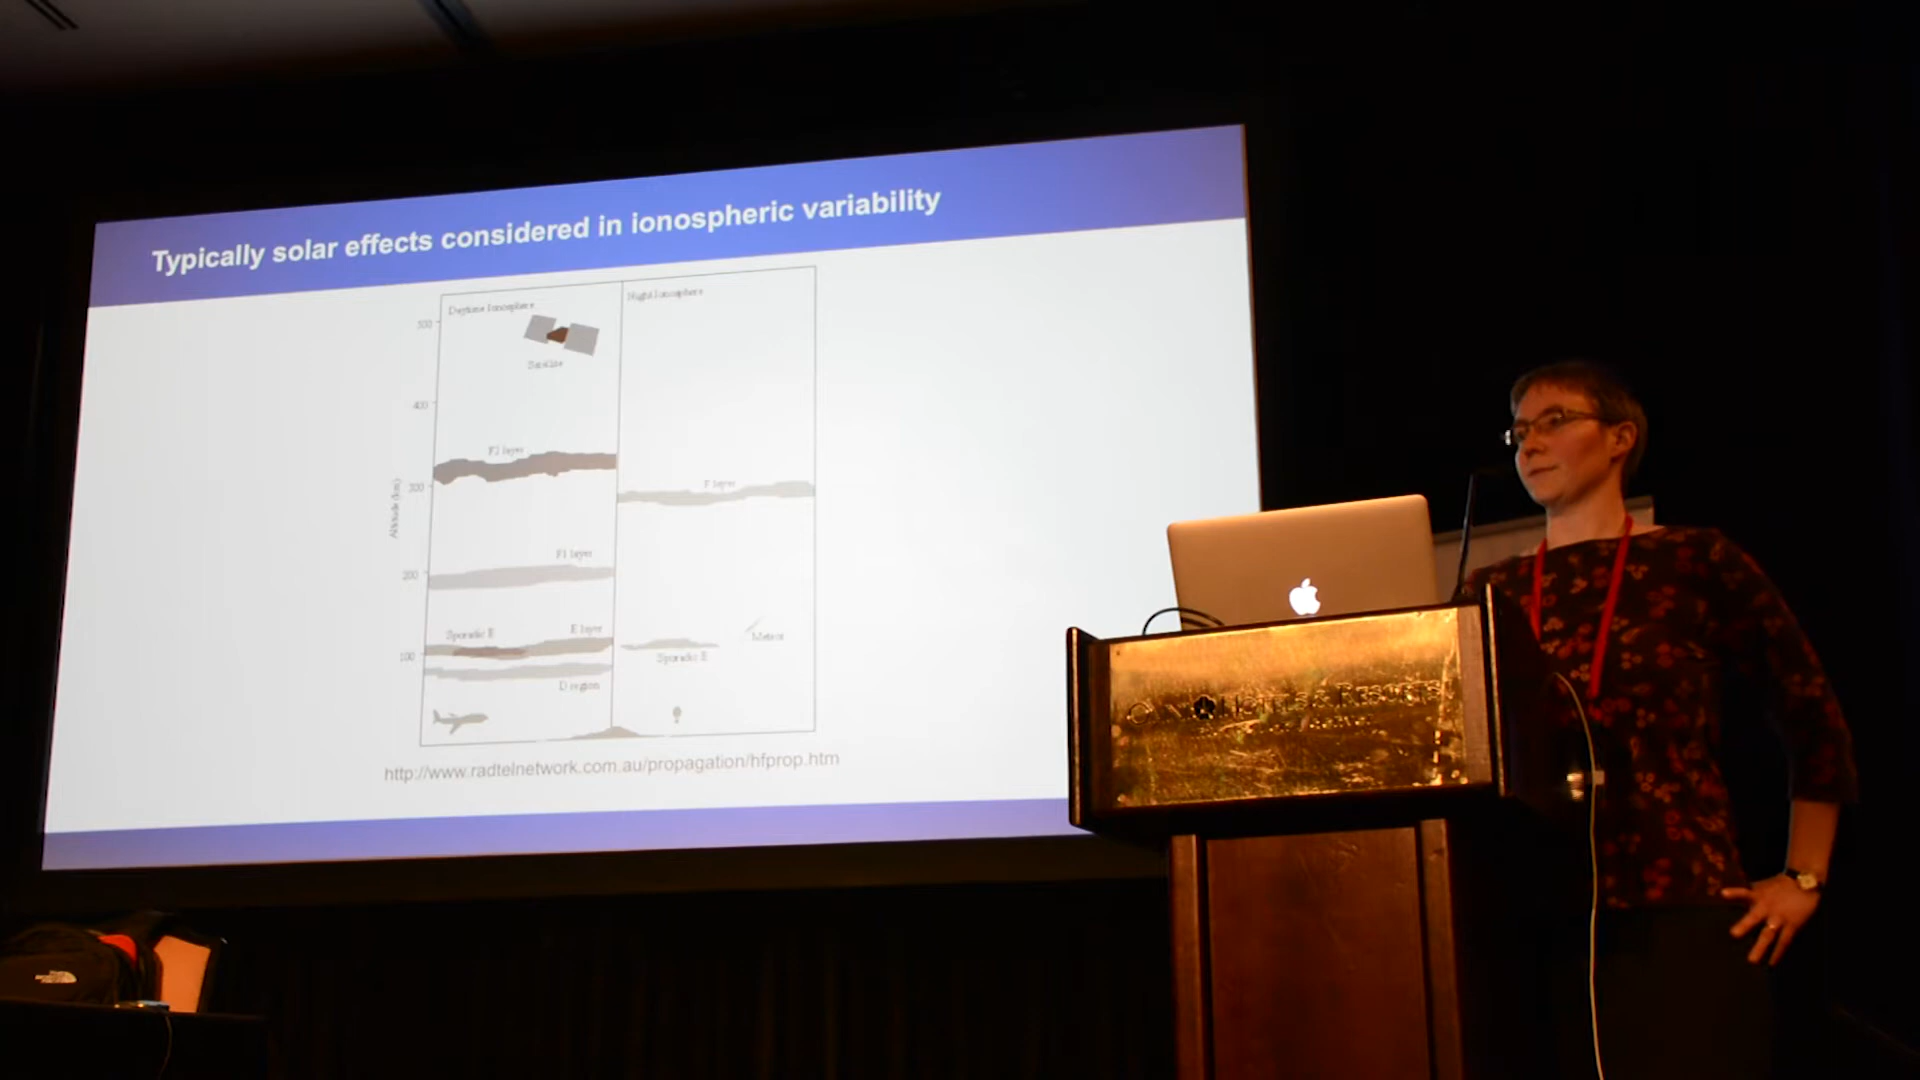 Typically solar effects considered in ionospheric variability
Daytime Ionosphere
Night Ionosphere
500
Satellite
400
F2 layer
F layer
300
Altitude (km)
F1 layer
200
Sporadic E
E layer
Meteor
100
Sporadic E
D region
http://www.radtelnetwork.com.au/propagation/hfprop.htm